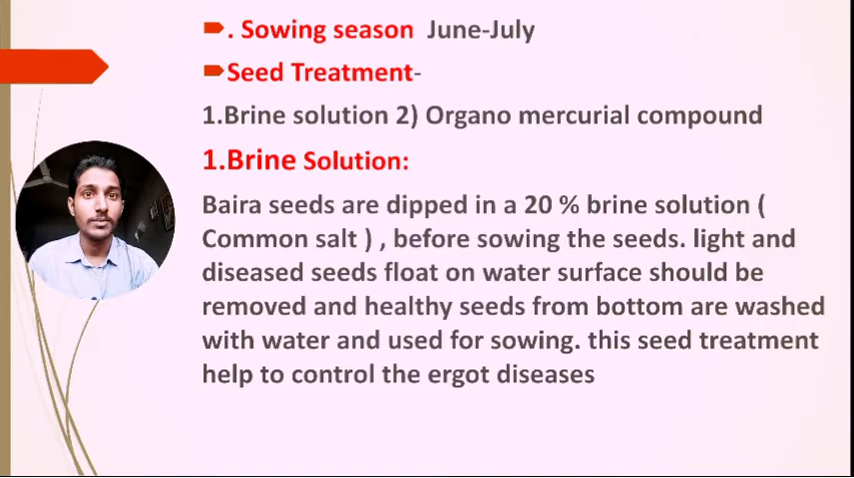 . Sowing season June-July
Seed Treatment-
1.Brine solution 2) Organo mercurial compound
1.Brine Solution:
Baira seeds are dipped in a 20 % brine solution (
Common salt ) , before sowing the seeds. light and
diseased seeds float on water surface should be
removed and healthy seeds from bottom are washed
with water and used for sowing. this seed treatment
help to control the ergot diseases